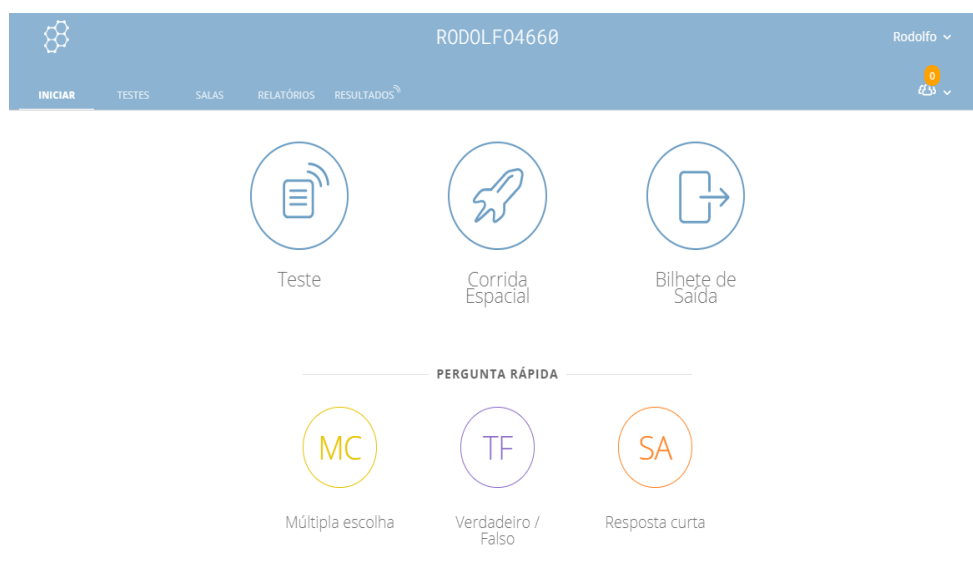 RODOLFO4660
Rodolfo
0
INICIAR TESTES SALAS RELATÓRIOS RESULTADOS
Teste
Corrida
Espacial
Bilhete de
Saída
PERGUNTA RÁPIDA
MC
TF
SA
Múltipla escolha
Verdadeiro /
Falso
Resposta curta